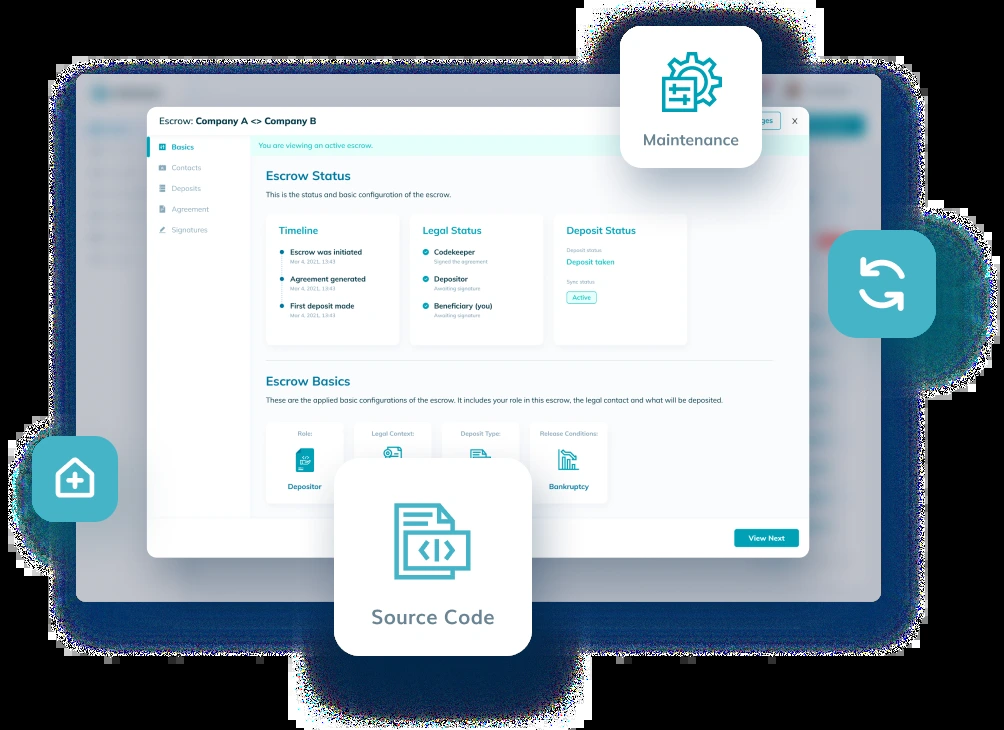 Maintenance
Escrow: Company A <> Company B
ges
X
Basics
Contacts
Deposits
Agreement
Signatures
You are viewing an active escrow.
Escrow Status
This is the status and basic configuration of the escrow.
Timeline
Escrow was initiated
Mar 4, 2021, 13:43
Agreement generated
Mar 4, 2021, 13:43
First deposit made
Mar 4, 2021, 13:43
Legal Status
Codekeeper
Signed the agreement
Depositor
Awaiting signature
Beneficiary (you)
Awaiting signature
Deposit Status
Deposit status
Deposit taken
Sync status
Active
Escrow Basics
These are the applied basic configurations of the escrow. It includes your role in this escrow, the legal contact and what will be deposited.
Role:
Depositor
Legal Context:
Deposit Type:
Release Conditions:
Bankruptcy
View Next
</> 
Source Code